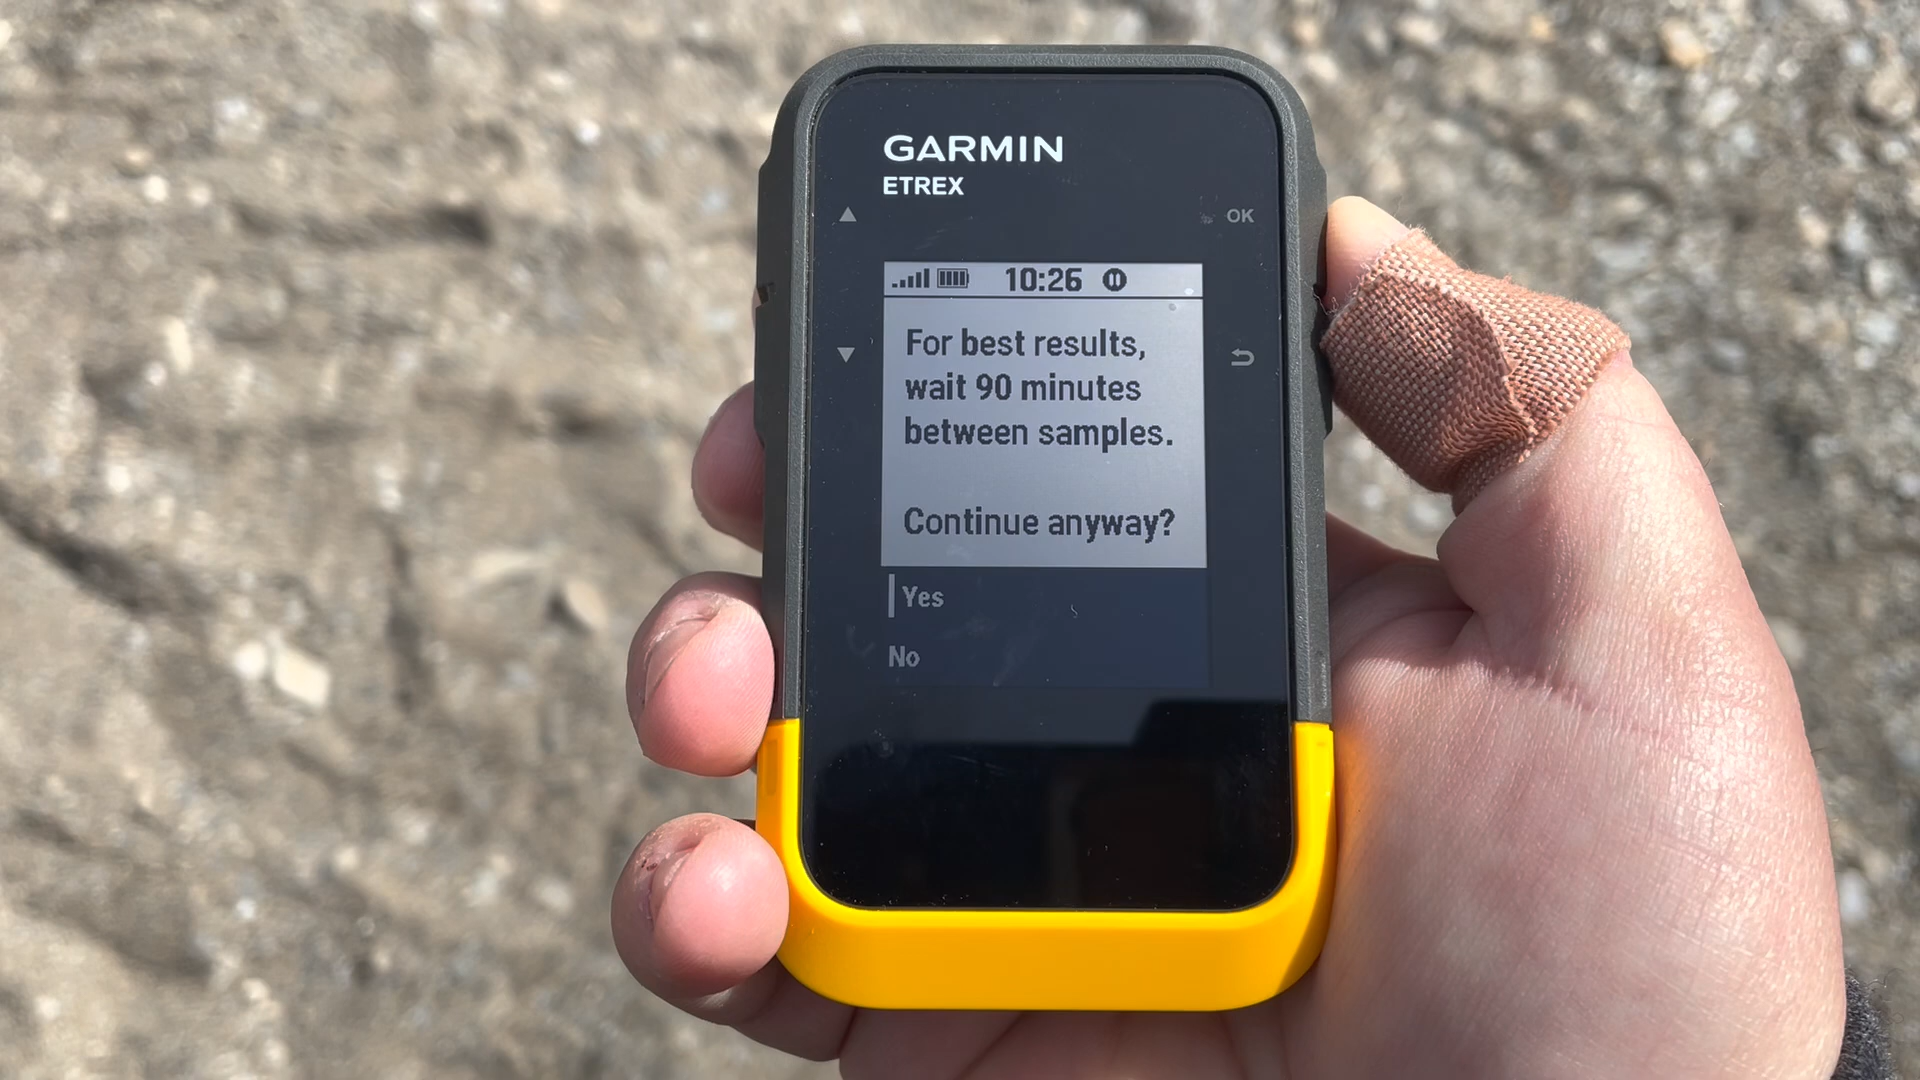 GARMIN
ETREX
OK
10:26
For best results,
wait 90 minutes
between samples.
Continue anyway?
Yes
No